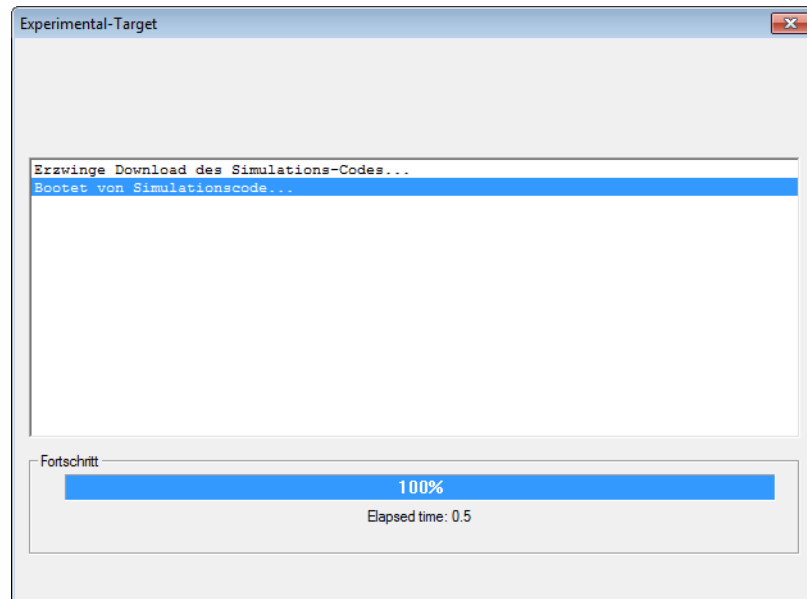 Experimental-Target
Erzwinge Download des Simulations-Codes...
Bootet von Simulationscode...
Fortschritt
100%
Elapsed time: 0.5